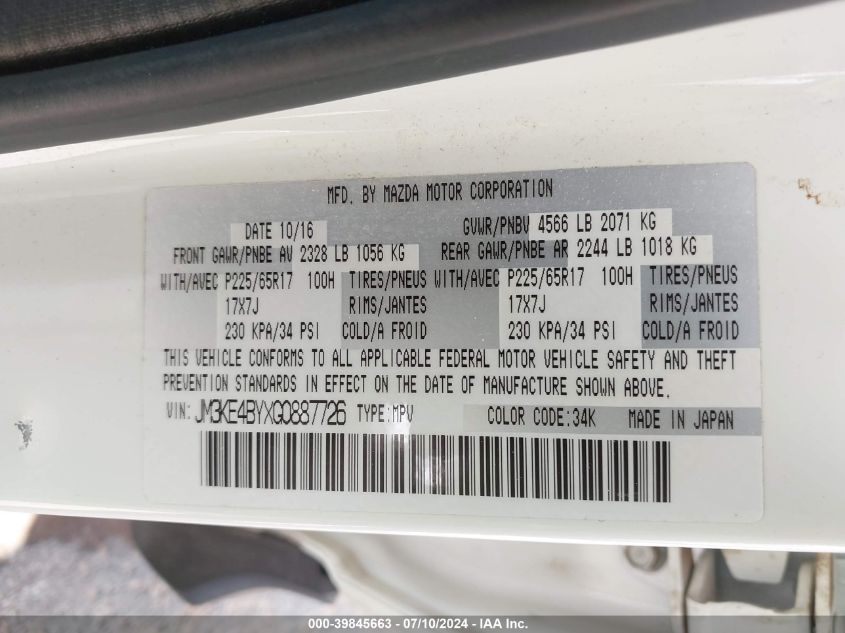 MFD. BY MAZDA MOTOR CORPORATION
DATE 10/16 GVWR/PNBV 4566 LB 2071 KG
FRONT GAWR/PNBE AV 2328 LB 1056 KG REAR GAWR/PNBE AR 2244 LB 1018 KG
WITH/AVEC P225/65R17 100H TIRES/PNEUS WITH/AVEC P225/65R17 100H TIRES/PNEUS
17X7J RIMS/JANTES 17X7J RIMS/JANTES
230 KPA/34 PSI COLD/A FROID 230 KPA/34 PSI COLD/A FROID
THIS VEHICLE CONFORMS TO ALL APPLICABLE FEDERAL MOTOR VEHICLE SAFETY AND THEFT
PREVENTION STANDARDS IN EFFECT ON THE DATE OF MANUFACTURE SHOWN ABOVE.
VIN: JM3KE4BYXG0887726 TYPE:MPV COLOR CODE:34K MADE IN JAPAN
000-39845663 - 07/10/2024 - IAA Inc.